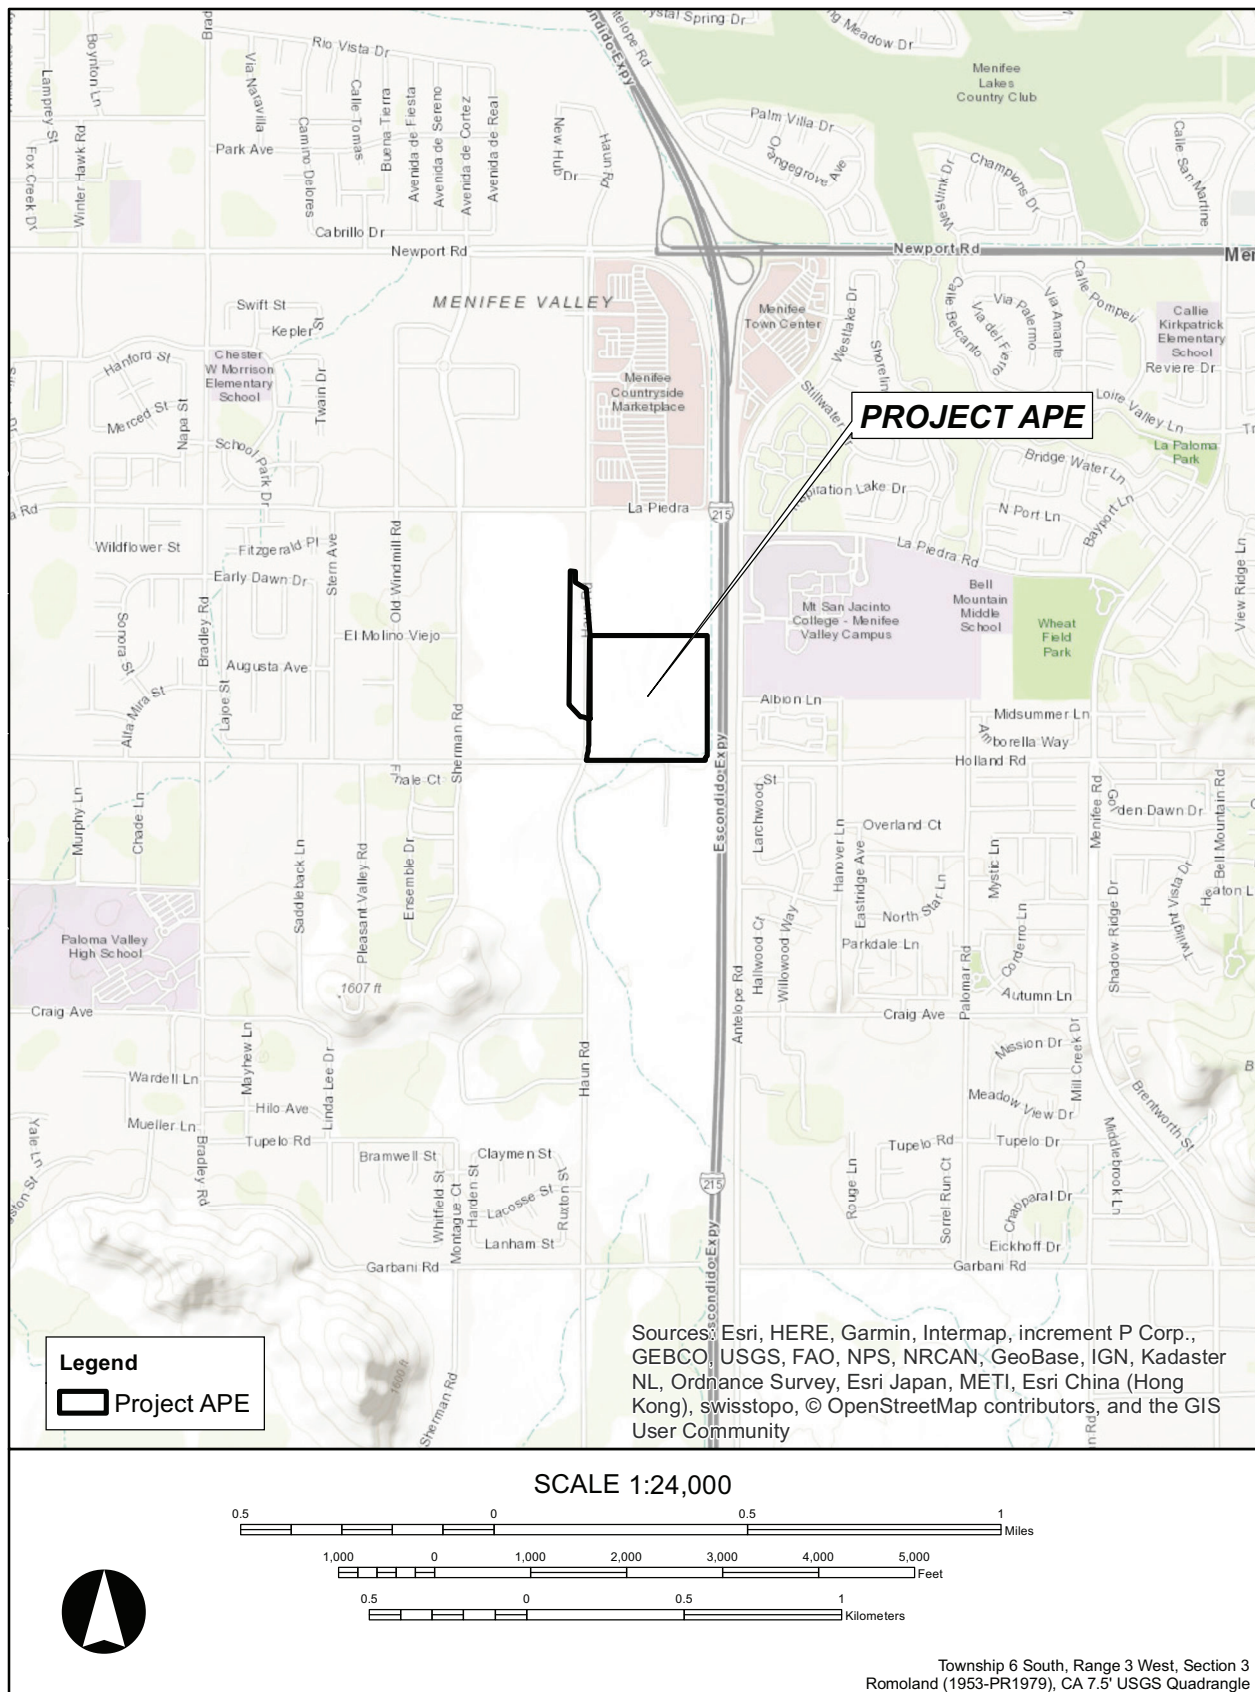 Crystal Spring Dr
Meadow Dr
Escondido Expy
Antelope Rd
Menifee
Lakes
Country Club
Rio Vista Dr
Boynton Ln
Lamprey St
Via Naravilla
Calle Tomas
Buena Tierra
Avenida de Fiesta
Avenida de Sereno
Avenida de Cortez
Avenida de Real
New Hub Dr
Haun Rd
Palm Villa Dr
Orangegrove Ave
Champions Dr
Westlink Dr
Calle San Martine
Fox Creek Dr
Winter Hawk Rd
Park Ave
Camino Delores
Cabrillo Dr
Newport Rd
Newport Rd
MENIFEE VALLEY
Swift St
Kepler St
Menifee
Town Center
Westlake Dr
Calle Belcanto
Via Palermo
Via del Fierro
Via Amante
Calle Pompeii
Callie
Kirkpatrick
Elementary
School
Reviere Dr
Hanford St
Chester
W Morrison
Elementary
School
Twain Dr
Merced St
Napa St
School Park Dr
Menifee
Countryside
Marketplace
Stillwater
PROJECT APE
Loire Valley Ln
La Paloma
Park
Bridge Water Ln
N Port Ln
Bayport Ln
La Piedra
215
La Piedra Rd
View Ridge Ln
Wildflower St
Fitzgerald Pl
Early Dawn Dr
Stern Ave
Old Windmill Rd
Sonora St
Bradley Rd
El Molino Viejo
Augusta Ave
Lajoe St
Alta Mira St
Sherman Rd
Mt San Jacinto
College - Menifee
Valley Campus
Bell
Mountain
Middle
School
Wheat
Field
Park
Albion Ln
Midsummer Ln
Amborella Way
Holland Rd
Escondido Expy
Murphy Ln
Chade Ln
Saddleback Ln
Pleasant Valley Rd
Ensemble Dr
Larchwood St
Hanover Ln
Overland Ct
Eastridge Ave
North Star Ln
Mystic Ln
Menifee Rd
Golden Dawn Dr
Bell Mountain Rd
Twilight Vista Dr
Shadow Ridge Dr
Paloma Valley
High School
1607 ft
Craig Ave
Hallwood Ct
Willowood Way
Parkdale Ln
Palomar Rd
Corderro Ln
Autumn Ln
Craig Ave
Antelope Rd
Haun Rd
Mayhew Ln
Linda Lee Dr
Wardell Ln
Hilo Ave
Mueller Ln
Tupelo Rd
Bradley Rd
Yale Ln
Mission Dr
Mill Creek Dr
Meadow View Dr
Brentworth St
Middlebrook Ln
Tupelo Rd
Tupelo Dr
Bramwell St
Claymen St
Whitfield St
Montague Ct
Harden St
Lacosse St
Ruxton St
Lanham St
Garbani Rd
215
Rouge Ln
Sorrel Run Ct
Chapparal Dr
Eickhoff Dr
Garbani Rd
Escondido Expy
1600 ft
Sherman Rd
Legend
Project APE
Sources: Esri, HERE, Garmin, Intermap, increment P Corp.,
GEBCO, USGS, FAO, NPS, NRCAN, GeoBase, IGN, Kadaster
NL, Ordnance Survey, Esri Japan, METI, Esri China (Hong
Kong), swisstopo, © OpenStreetMap contributors, and the GIS
User Community
SCALE 1:24,000
0.5 0 0.5 1
Miles
1,000 0 1,000 2,000 3,000 4,000 5,000
Feet
0.5 0 0.5 1
Kilometers
Township 6 South, Range 3 West, Section 3
Romoland (1953-PR1979), CA 7.5' USGS Quadrangle